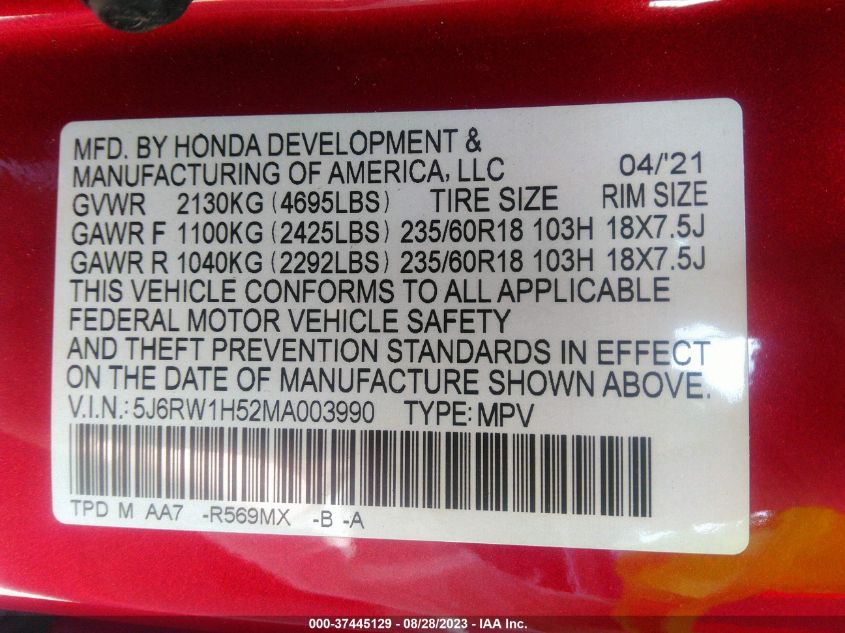 MFD. BY HONDA DEVELOPMENT &
MANUFACTURING OF AMERICA, LLC 04/'21
GVWR 2130KG (4695LBS) TIRE SIZE RIM SIZE
GAWR F 1100KG (2425LBS) 235/60R18 103H 18X7.5J
GAWR R 1040KG (2292LBS) 235/60R18 103H 18X7.5J
THIS VEHICLE CONFORMS TO ALL APPLICABLE
FEDERAL MOTOR VEHICLE SAFETY
AND THEFT PREVENTION STANDARDS IN EFFECT
ON THE DATE OF MANUFACTURE SHOWN ABOVE.
V.I.N.: 5J6RW1H52MA003990 TYPE: MPV
TPD M AA7 -R569MX -B -A
000-37445129 - 08/28/2023 - IAA Inc.